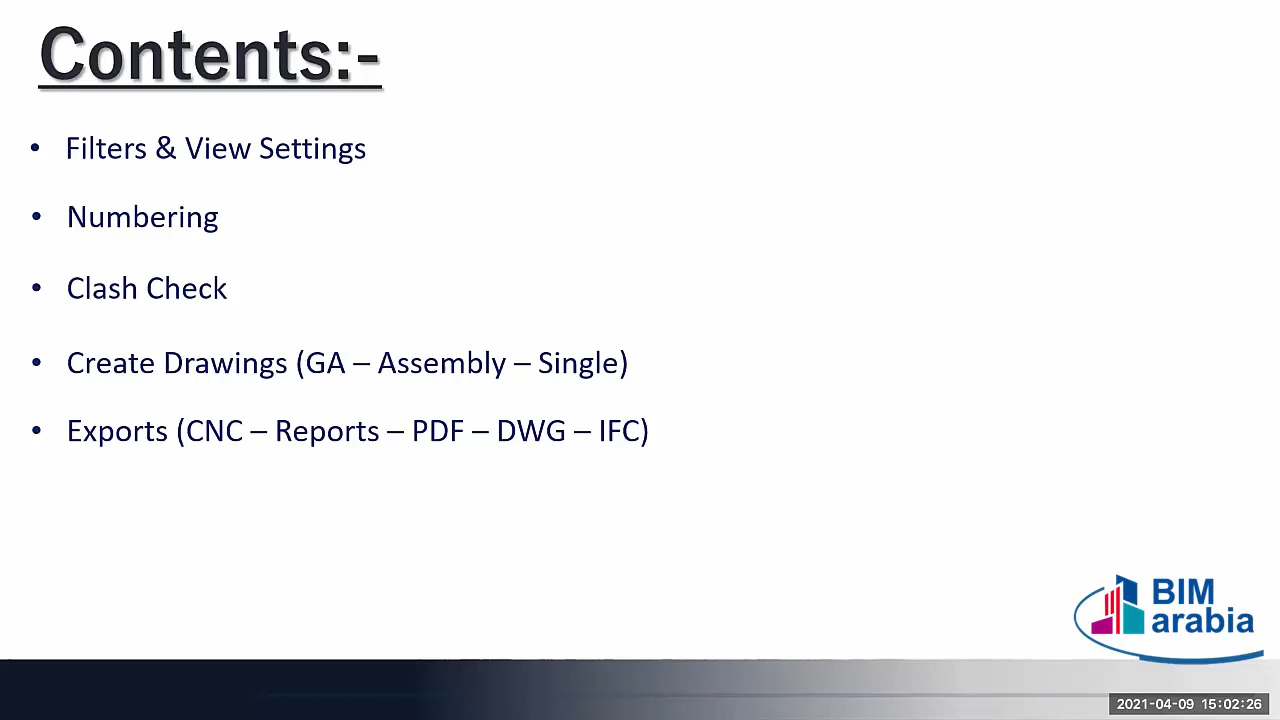 Contents:-
• Filters & View Settings
• Numbering
• Clash Check
• Create Drawings (GA – Assembly – Single)
• Exports (CNC – Reports – PDF – DWG – IFC)
BIM
arabia
2021-04-09 15:02:26